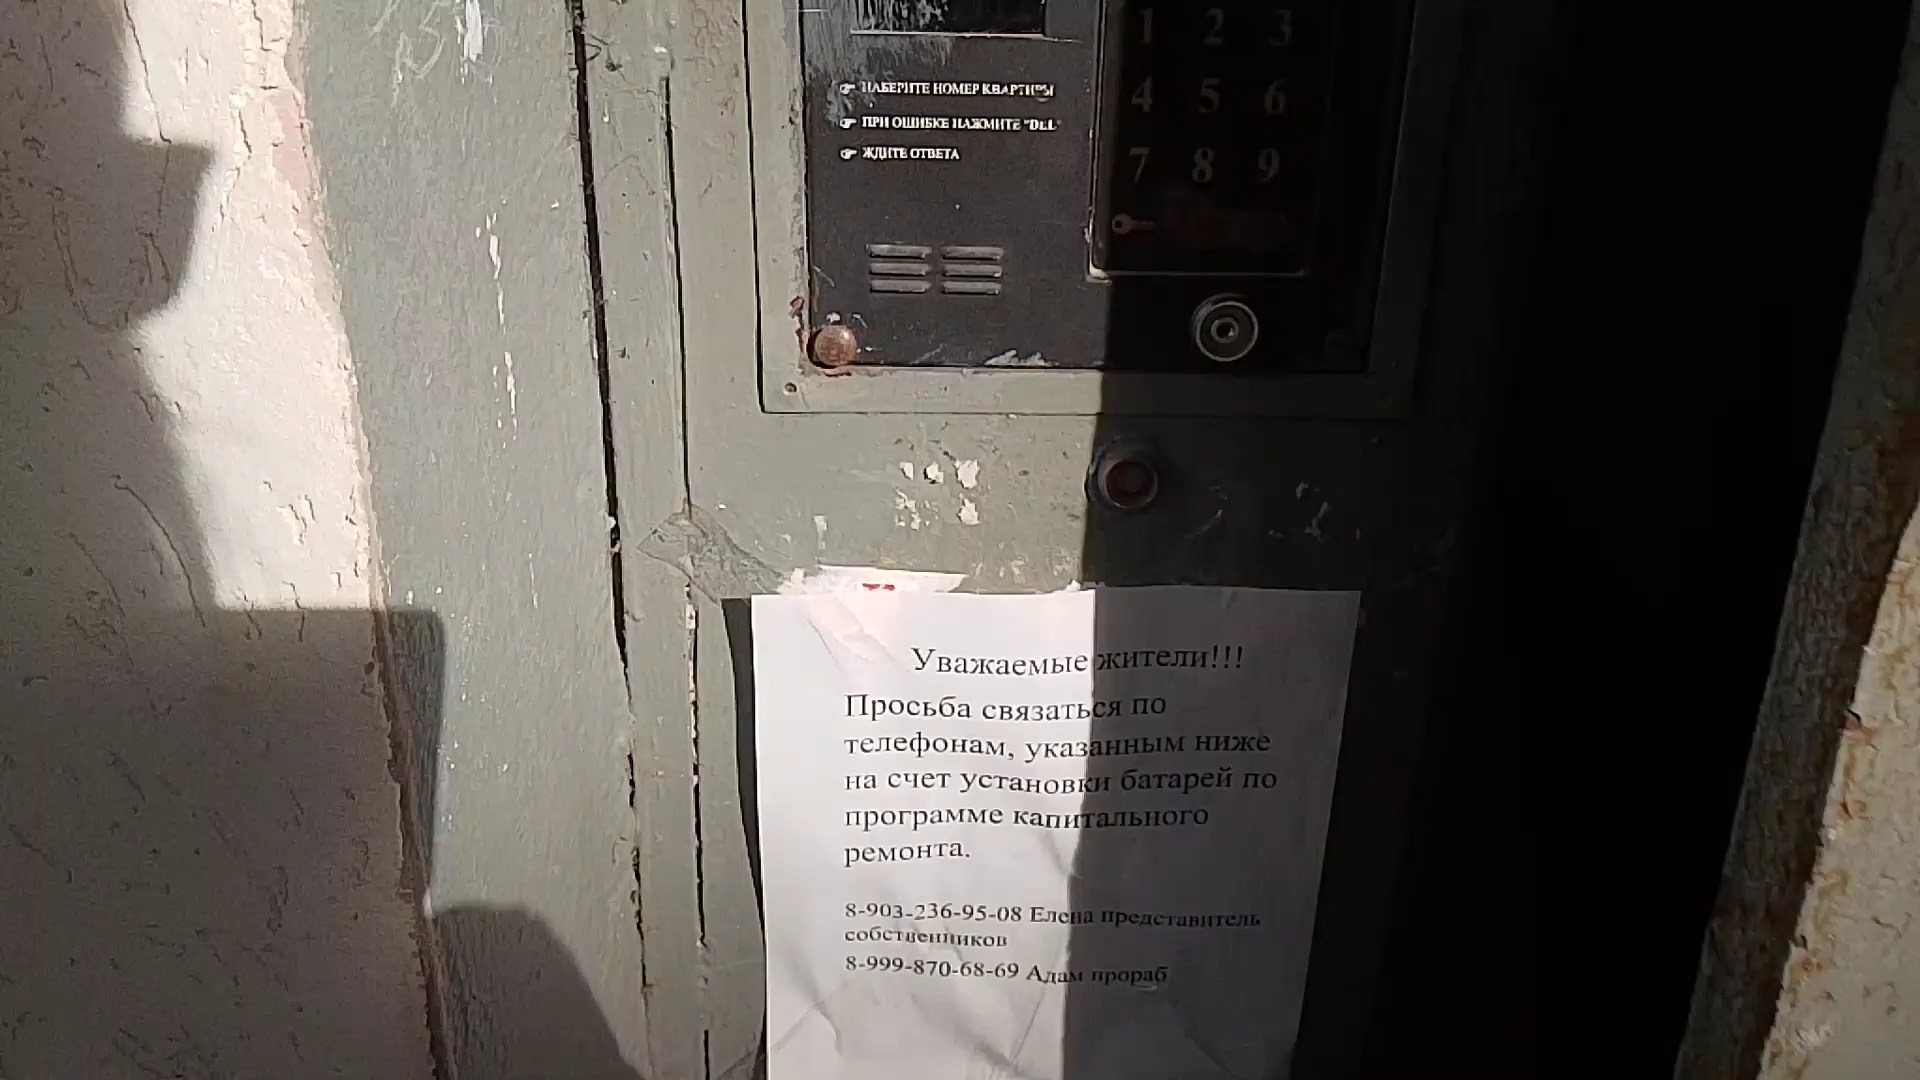 НАБЕРИТЕ НОМЕР КВАРТИРЫ
ПРИ ОШИБКЕ НАЖМИТЕ "DEL"
ЖДИТЕ ОТВЕТА
1 2 3
4 5 6
7 8 9
Уважаемые жители!!!
Просьба связаться по
телефонам, указанным ниже
на счет установки батарей по
программе капитального
ремонта.
8-903-236-95-08 Елена представитель
собственников
8-999-870-68-69 Адам прораб